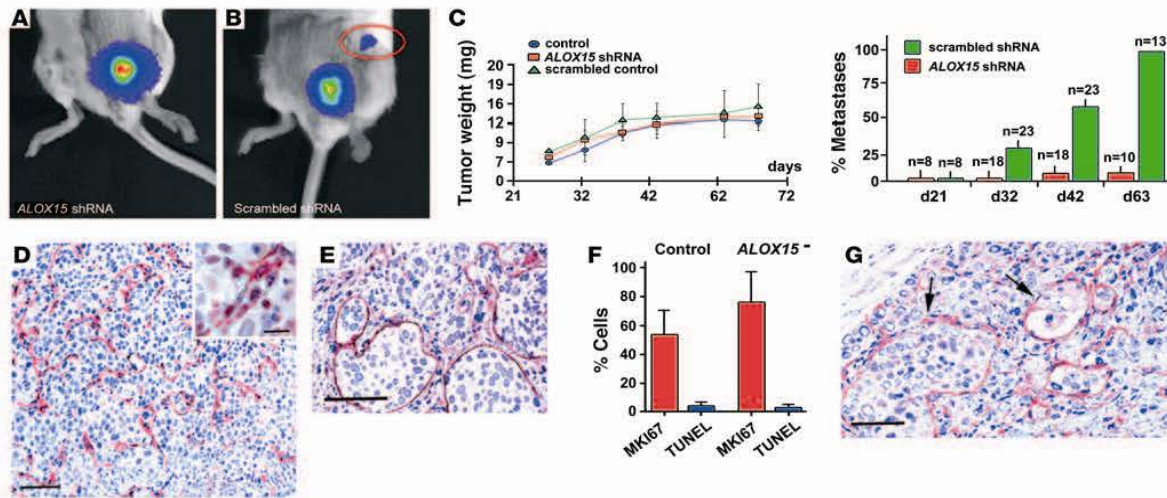 A
ALOX15 shRNA
B
Scrambled shRNA
C
Tumor weight (mg)
control
ALOX15 shRNA
scrambled control
20
18
16
12
9
7
0
days
21
32
42
62
72
% Metastases
scrambled shRNA
ALOX15 shRNA
100
50
25
0
n=8
n=8
n=18
n=23
n=18
n=23
n=10
n=13
d21
d32
d42
d63
D
E
F
Control
ALOX15-
% Cells
100
80
60
40
20
0
MKI67
TUNEL
MKI67
TUNEL
G